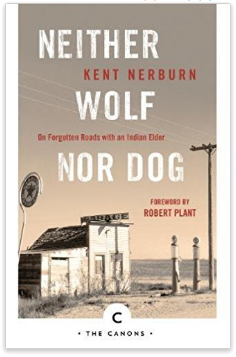 NEITHER
KENT NERBURN
WOLF
On Forgotten Roads with an Indian Elder
NOR DOG
FOREWORD BY
ROBERT PLANT
GARAGE
C
• THE CANONS •